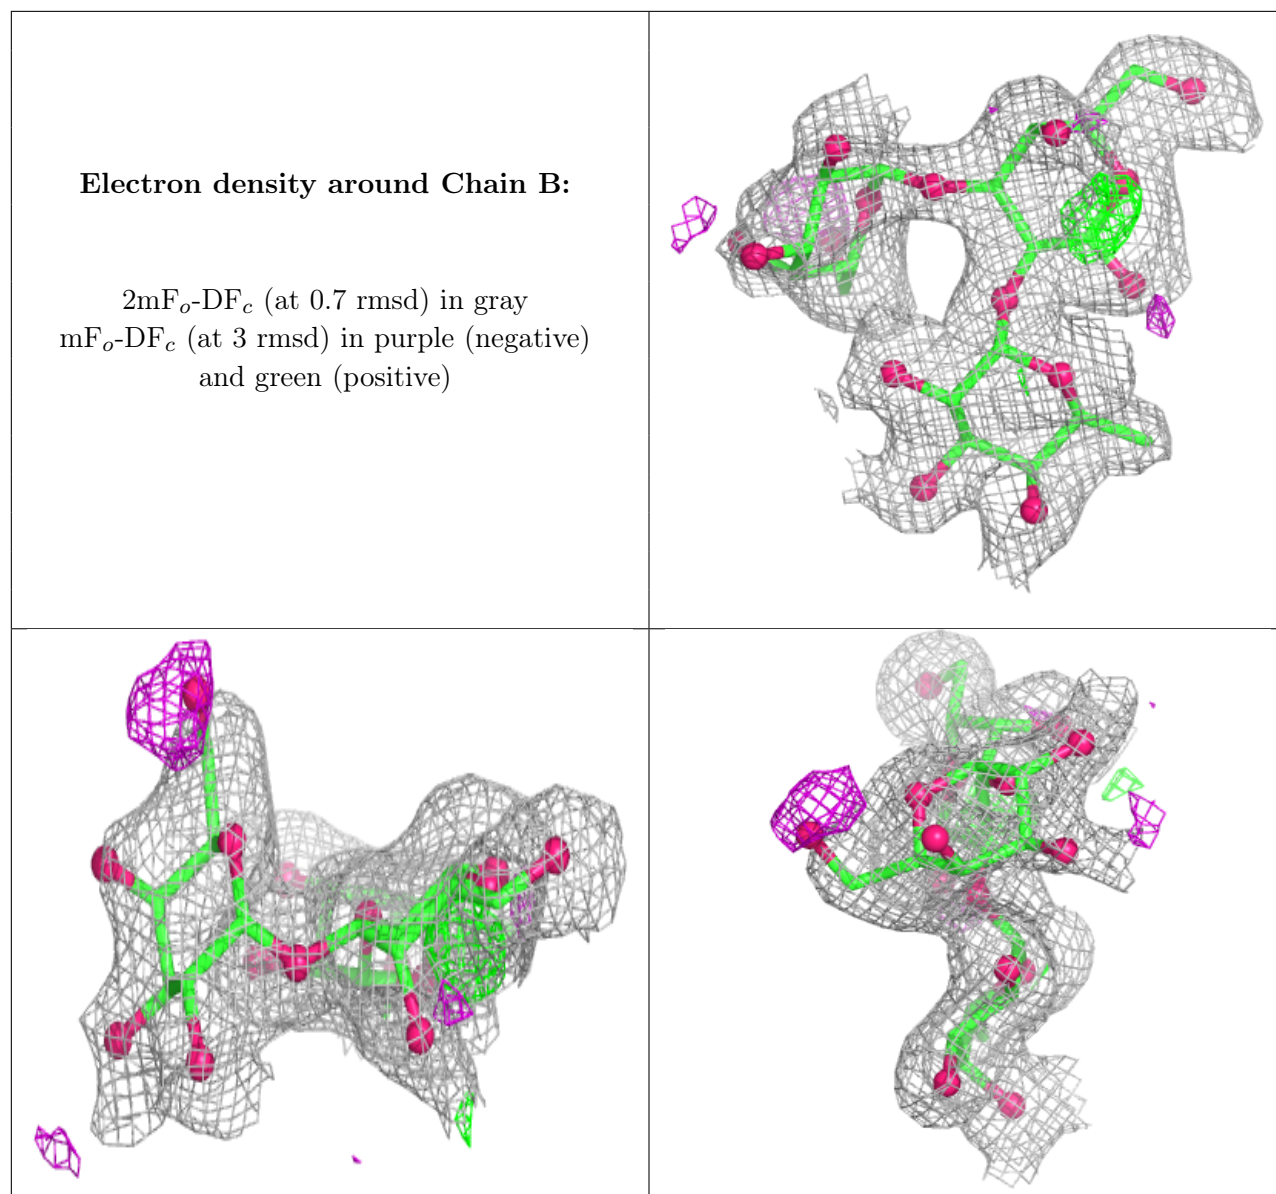 Electron density around Chain B:
2mFo-DFc (at 0.7 rmsd) in gray
mFo-DFc (at 3 rmsd) in purple (negative)
and green (positive)